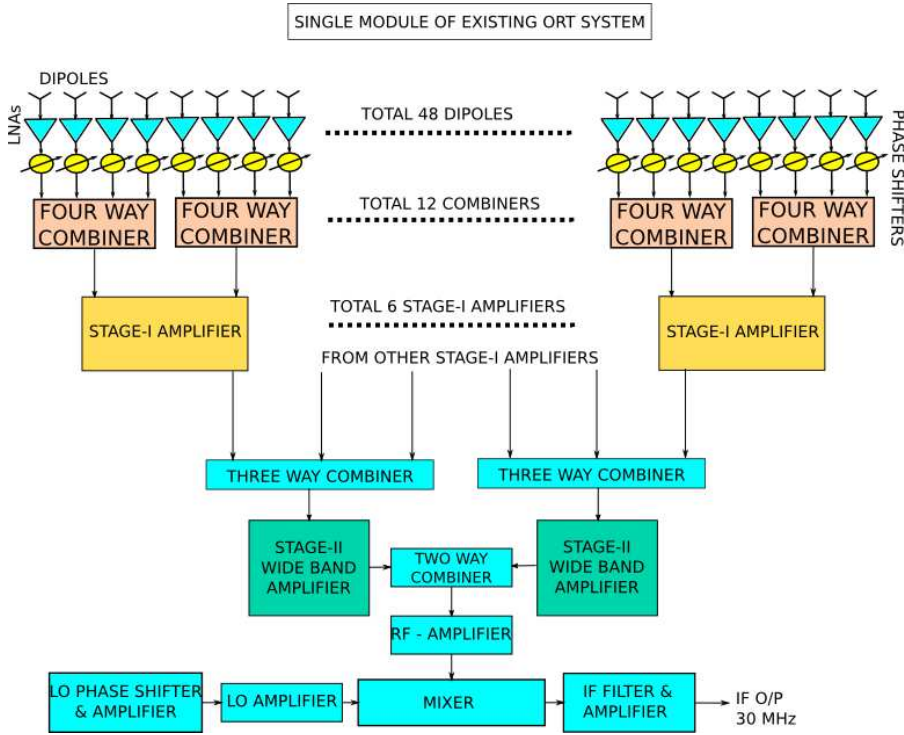 SINGLE MODULE OF EXISTING ORT SYSTEM
DIPOLES
LNAs
TOTAL 48 DIPOLES
PHASE SHIFTERS
FOUR WAY
COMBINER
FOUR WAY
COMBINER
TOTAL 12 COMBINERS
FOUR WAY
COMBINER
FOUR WAY
COMBINER
STAGE-I AMPLIFIER
TOTAL 6 STAGE-I AMPLIFIERS
STAGE-I AMPLIFIER
FROM OTHER STAGE-I AMPLIFIERS
THREE WAY COMBINER
THREE WAY COMBINER
STAGE-II
WIDE BAND
AMPLIFIER
TWO WAY
COMBINER
STAGE-II
WIDE BAND
AMPLIFIER
RF - AMPLIFIER
LO PHASE SHIFTER
& AMPLIFIER
LO AMPLIFIER
MIXER
IF FILTER &
AMPLIFIER
IF O/P
30 MHz